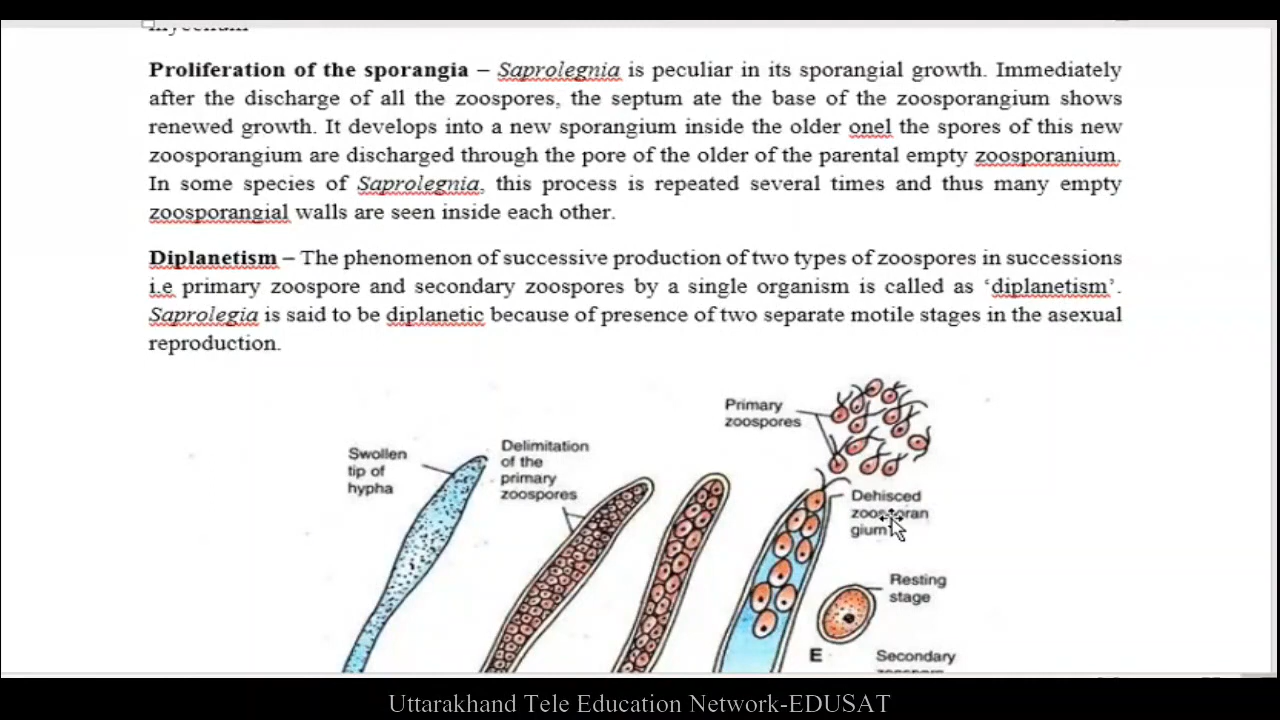 mycelium
Proliferation of the sporangia – Saprolegnia is peculiar in its sporangial growth. Immediately
after the discharge of all the zoospores, the septum ate the base of the zoosporangium shows
renewed growth. It develops into a new sporangium inside the older onel the spores of this new
zoosporangium are discharged through the pore of the older of the parental empty zoosporanium.
In some species of Saprolegnia, this process is repeated several times and thus many empty
zoosporangial walls are seen inside each other.
Diplanetism – The phenomenon of successive production of two types of zoospores in successions
i.e primary zoospore and secondary zoospores by a single organism is called as ‘diplanetism’.
Saprolegia is said to be diplanetic because of presence of two separate motile stages in the asexual
reproduction.
Primary
zoospores
Swollen
tip of
hypha
Delimitation
of the
primary
zoospores
Dehisced
zoosporan
gium
Resting
stage
E
Secondary
zoospore
Uttarakhand Tele Education Network-EDUSAT